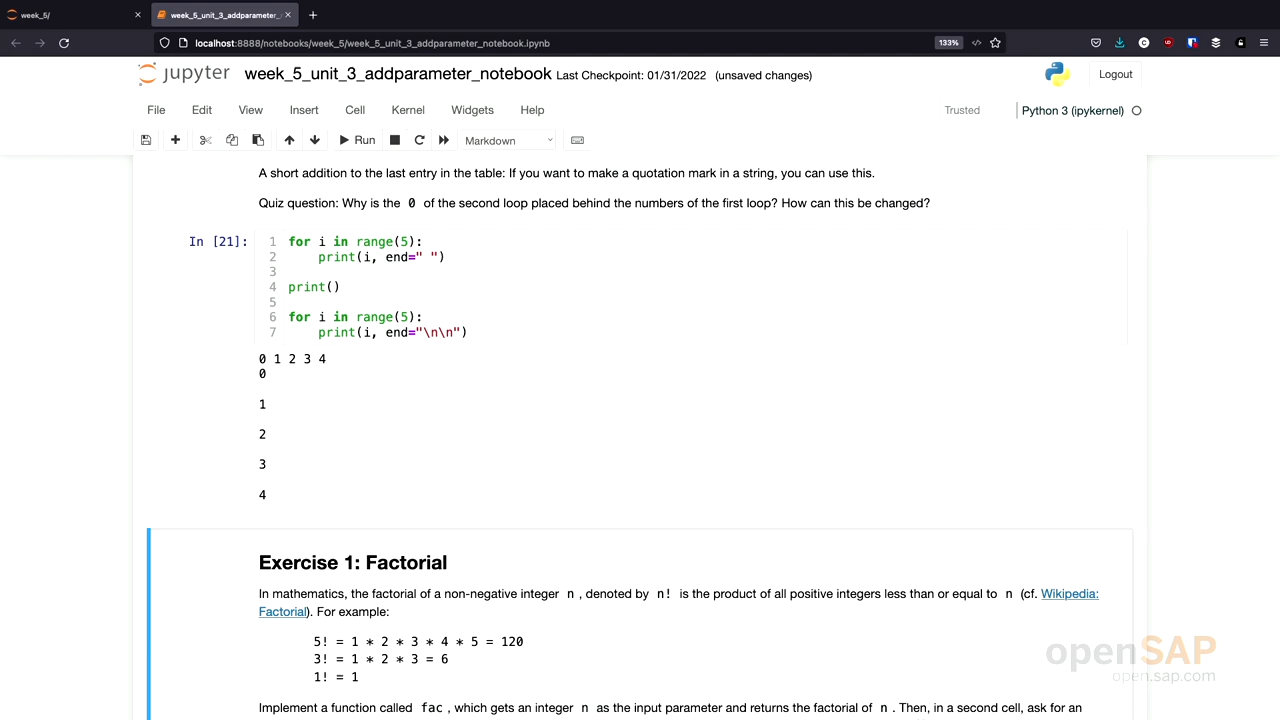 week_5/
week_5_unit_3_addparameter_
localhost:8888/notebooks/week_5/week_5_unit_3_addparameter_notebook.ipynb
133%
jupyter week_5_unit_3_addparameter_notebook Last Checkpoint: 01/31/2022 (unsaved changes)
Logout
File Edit View Insert Cell Kernel Widgets Help
Trusted
Python 3 (ipykernel)
Run
Markdown
A short addition to the last entry in the table: If you want to make a quotation mark in a string, you can use this.
Quiz question: Why is the 0 of the second loop placed behind the numbers of the first loop? How can this be changed?
In [21]:
1 for i in range(5):
2     print(i, end=" ")
3
4 print()
5
6 for i in range(5):
7     print(i, end="\n\n")
0 1 2 3 4
0
1
2
3
4
Exercise 1: Factorial
In mathematics, the factorial of a non-negative integer n , denoted by n! is the product of all positive integers less than or equal to n (cf. Wikipedia:
Factorial). For example:
5! = 1 * 2 * 3 * 4 * 5 = 120
3! = 1 * 2 * 3 = 6
1! = 1
Implement a function called fac , which gets an integer n as the input parameter and returns the factorial of n . Then, in a second cell, ask for an
openSAP
open.sap.com